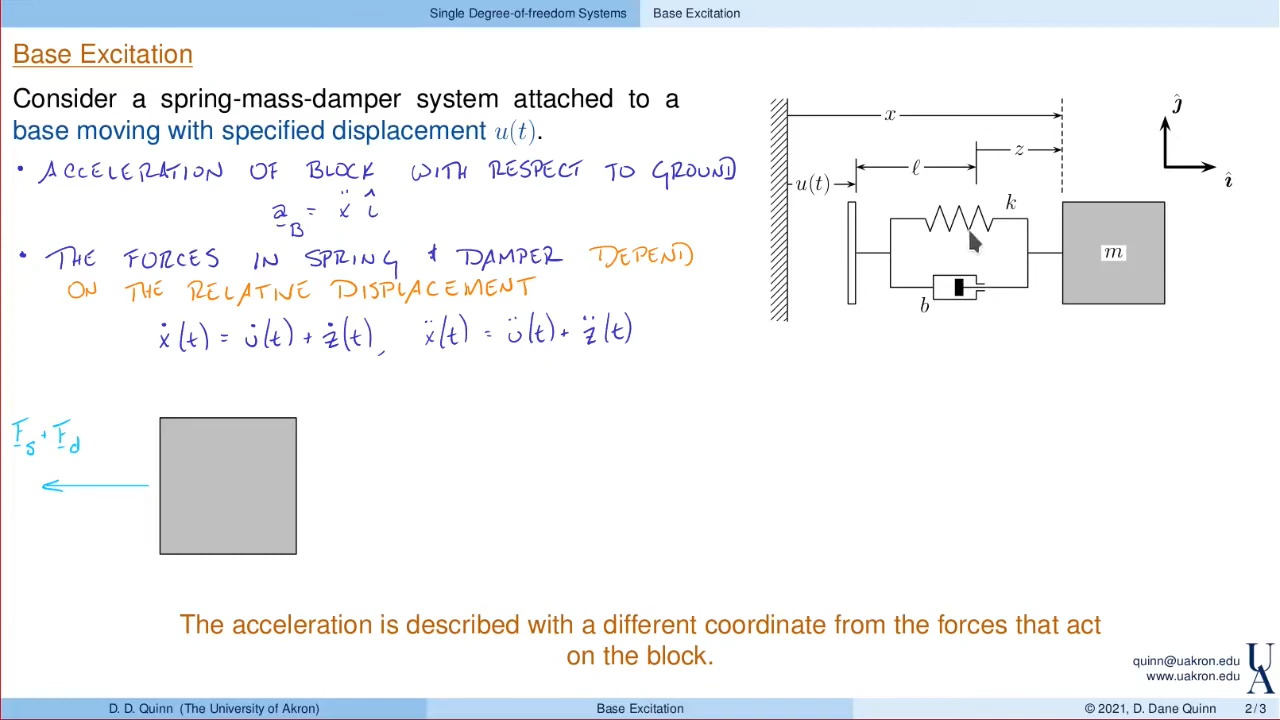 Single Degree-of-freedom Systems Base Excitation
Base Excitation
Consider a spring-mass-damper system attached to a
base moving with specified displacement u(t).
• ACCELERATION OF BLOCK WITH RESPECT TO GROUND
a_B = ẍ î
• THE FORCES IN SPRING & DAMPER DEPEND
ON THE RELATIVE DISPLACEMENT
ẋ(t) = u̇(t) + ż(t), ẍ(t) = ü(t) + z̈(t)
x
ĵ
z
ℓ
u(t)
î
k
m
b
F_s + F_d
The acceleration is described with a different coordinate from the forces that act
on the block.
quinn@uakron.edu
www.uakron.edu
UA
D. D. Quinn (The University of Akron) Base Excitation © 2021, D. Dane Quinn 2/3